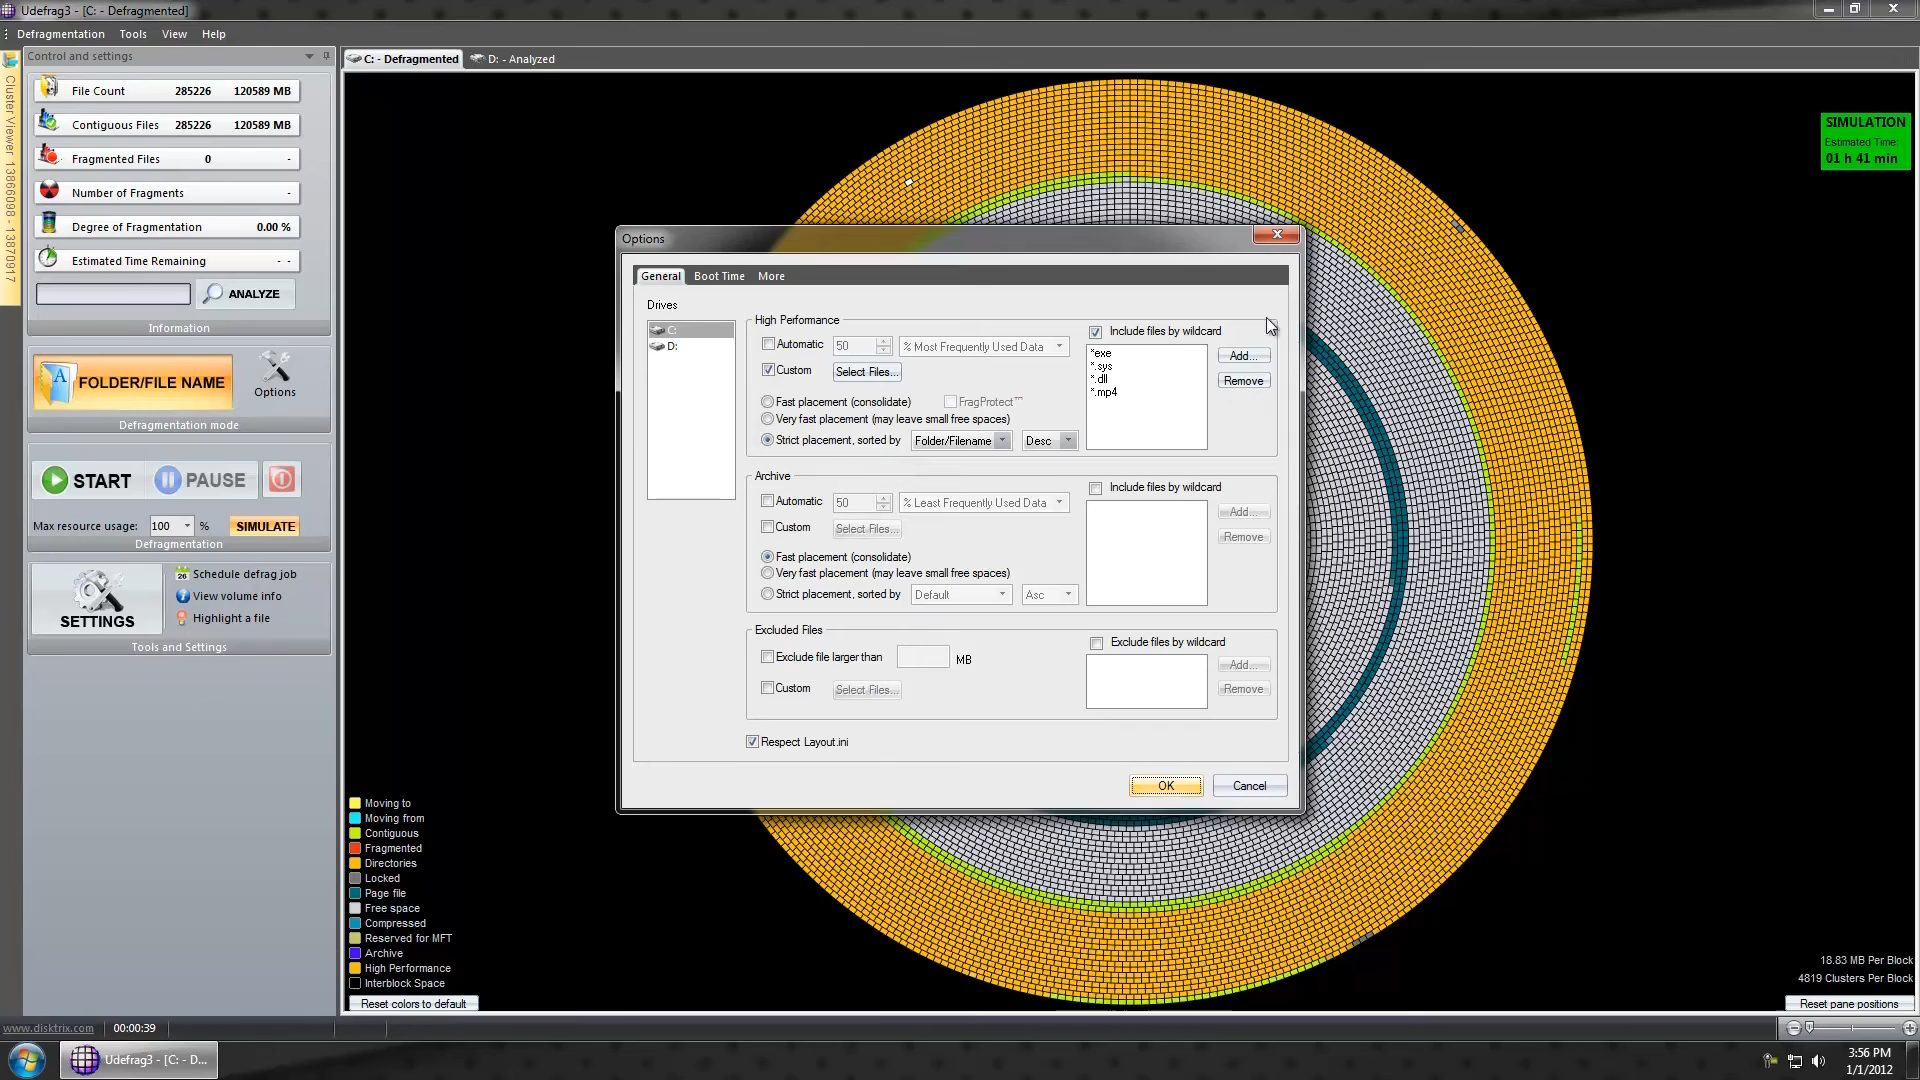 Udefrag3 - [C: - Defragmented]
Defragmentation Tools View Help
Control and settings
Cluster Viewer 13866098 - 13870917
File Count 285226 120589 MB
Contiguous Files 285226 120589 MB
Fragmented Files 0 -
Number of Fragments -
Degree of Fragmentation 0.00 %
Estimated Time Remaining - -
ANALYZE
Information
FOLDER/FILE NAME
Options
Defragmentation mode
START PAUSE
Max resource usage: 100 % SIMULATE
Defragmentation
SETTINGS
Schedule defrag job
View volume info
Highlight a file
Tools and Settings
C: - Defragmented D: - Analyzed
SIMULATION
Estimated Time:
01 h 41 min
Options
General Boot Time More
Drives
C:
D:
High Performance
Automatic 50 % Most Frequently Used Data
Custom Select Files...
Fast placement (consolidate) FragProtect™
Very fast placement (may leave small free spaces)
Strict placement, sorted by Folder/Filename Desc
Include files by wildcard
*exe
*.sys
*.dll
*.mp4
Add...
Remove
Archive
Automatic 50 % Least Frequently Used Data
Custom Select Files...
Fast placement (consolidate)
Very fast placement (may leave small free spaces)
Strict placement, sorted by Default Asc
Include files by wildcard
Add...
Remove
Excluded Files
Exclude file larger than MB
Custom Select Files...
Exclude files by wildcard
Add...
Remove
Respect Layout.ini
OK Cancel
Moving to
Moving from
Contiguous
Fragmented
Directories
Locked
Page file
Free space
Compressed
Reserved for MFT
Archive
High Performance
Interblock Space
Reset colors to default
18.83 MB Per Block
4819 Clusters Per Block
Reset pane positions
www.disktrix.com 00:00:39
Udefrag3 - [C: - D...
3:56 PM
1/1/2012